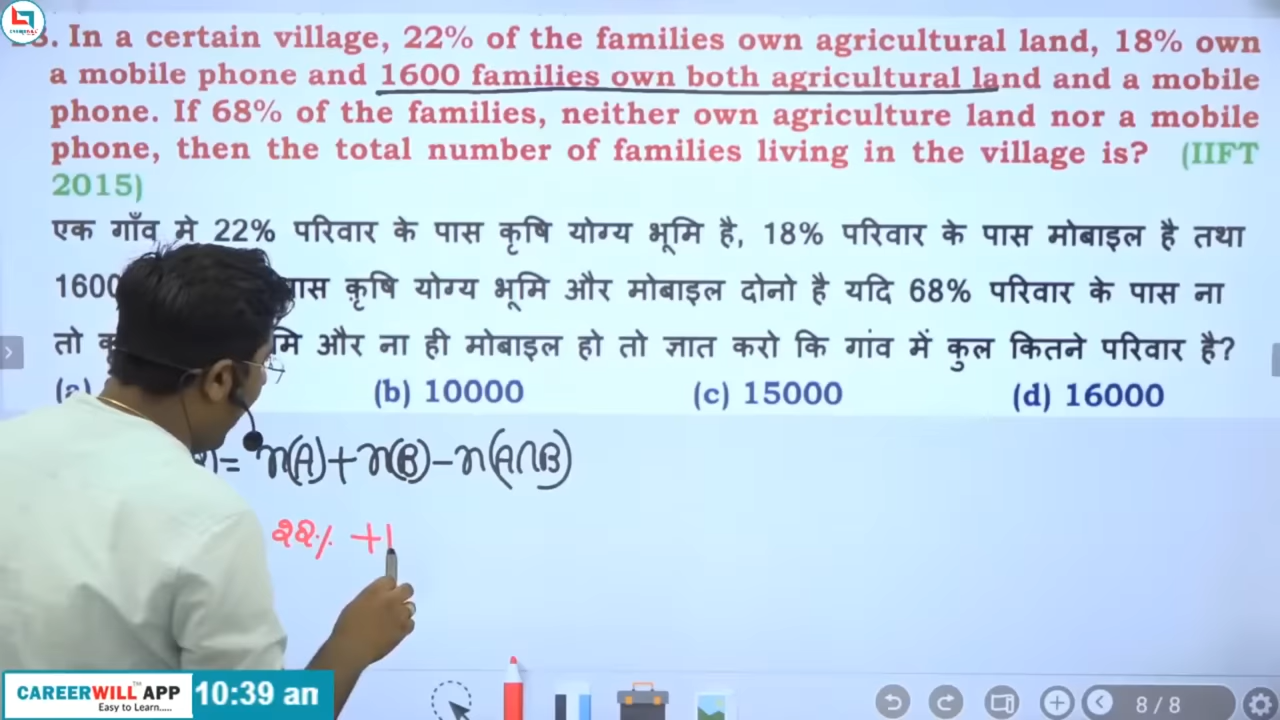 . In a certain village, 22% of the families own agricultural land, 18% own
a mobile phone and 1600 families own both agricultural land and a mobile
phone. If 68% of the families, neither own agriculture land nor a mobile
phone, then the total number of families living in the village is? (IIFT
2015)
एक गाँव मे 22% परिवार के पास कृषि योग्य भूमि है, 18% परिवार के पास मोबाइल है तथा
1600 कृषि योग्य भूमि और मोबाइल दोनो है यदि 68% परिवार के पास ना
तो और ना ही मोबाइल हो तो ज्ञात करो कि गांव में कुल कितने परिवार है?
(b) 10000 (c) 15000 (d) 16000
= n(A)+n(B)-n(A∩B)
22% +1
CAREERWILL APP
Easy to Learn.....
10:39 an
8 / 8